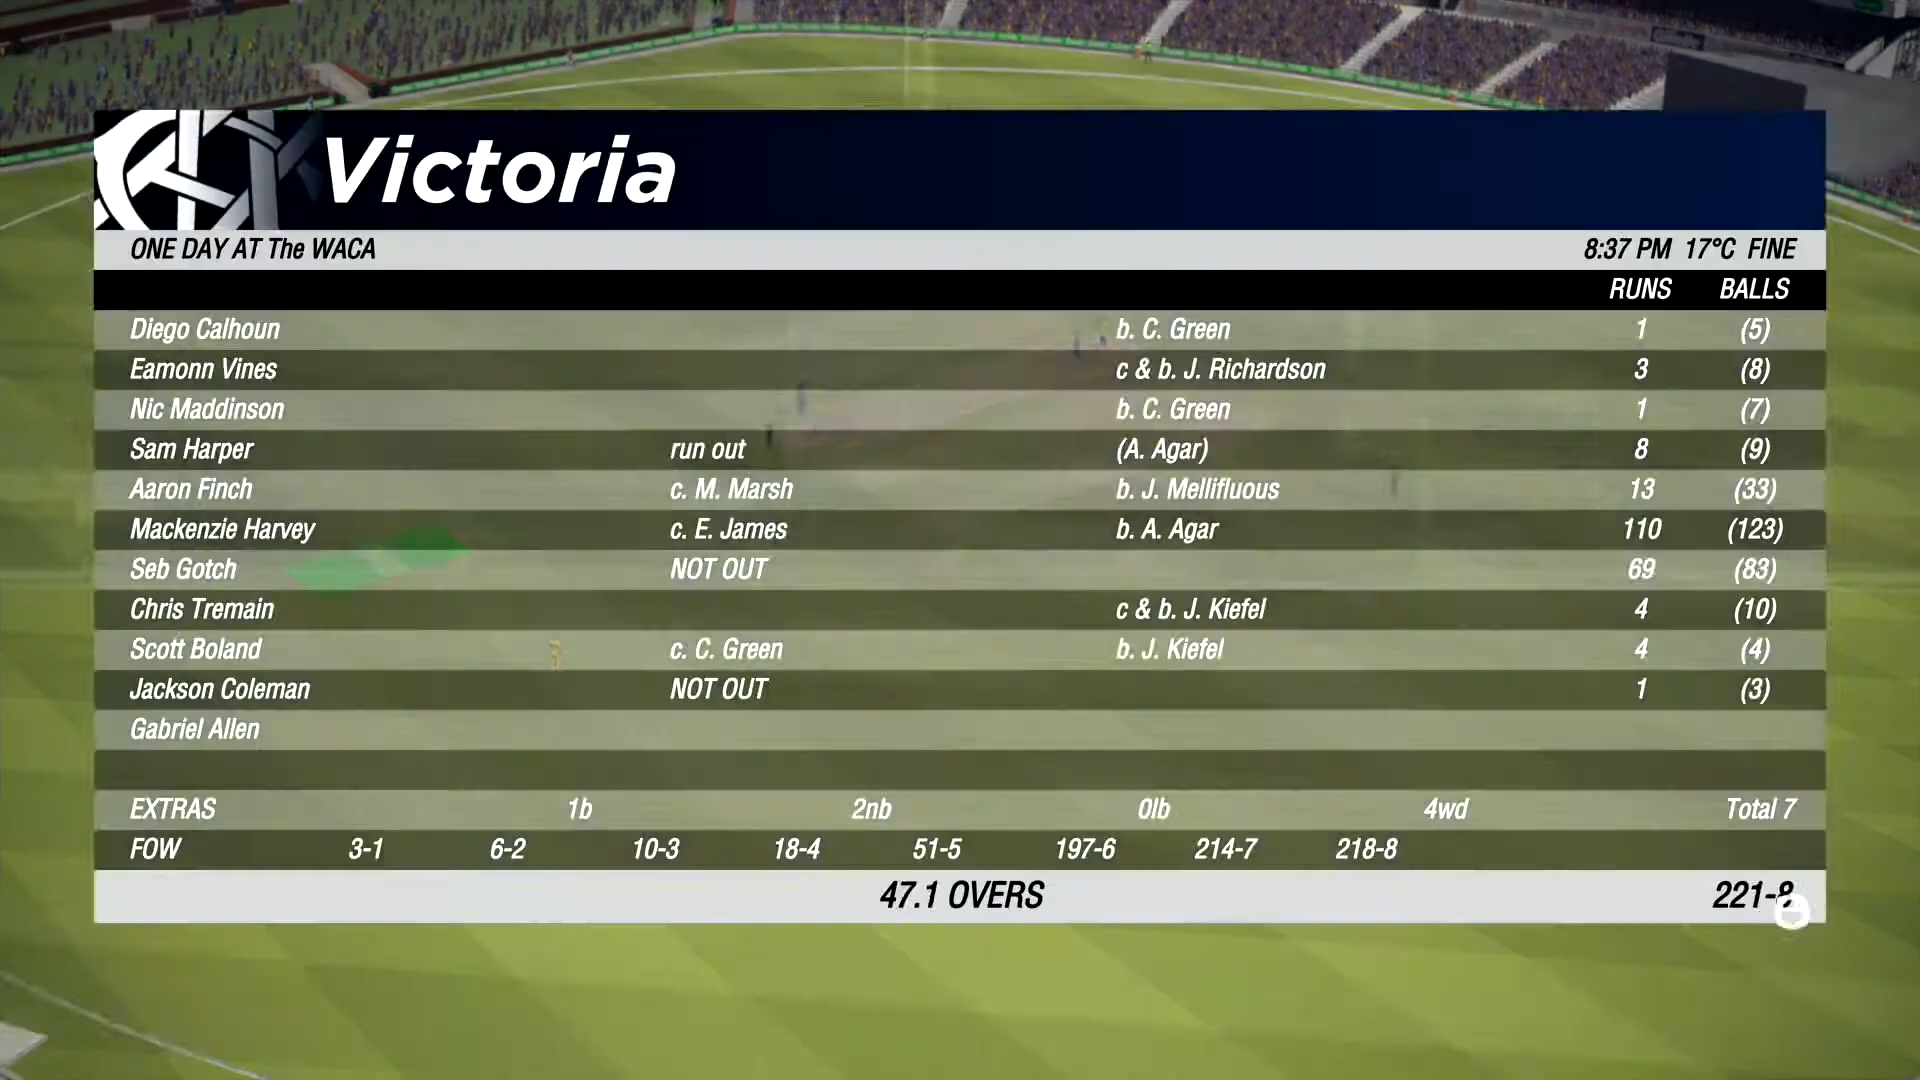 Victoria
ONE DAY AT The WACA 8:37 PM 17°C FINE
RUNS BALLS
Diego Calhoun b. C. Green 1 (5)
Eamonn Vines c & b. J. Richardson 3 (8)
Nic Maddinson b. C. Green 1 (7)
Sam Harper run out (A. Agar) 8 (9)
Aaron Finch c. M. Marsh b. J. Mellifluous 13 (33)
Mackenzie Harvey c. E. James b. A. Agar 110 (123)
Seb Gotch NOT OUT 69 (83)
Chris Tremain c & b. J. Kiefel 4 (10)
Scott Boland c. C. Green b. J. Kiefel 4 (4)
Jackson Coleman NOT OUT 1 (3)
Gabriel Allen
EXTRAS 1b 2nb 0lb 4wd Total 7
FOW 3-1 6-2 10-3 18-4 51-5 197-6 214-7 218-8
47.1 OVERS 221-8